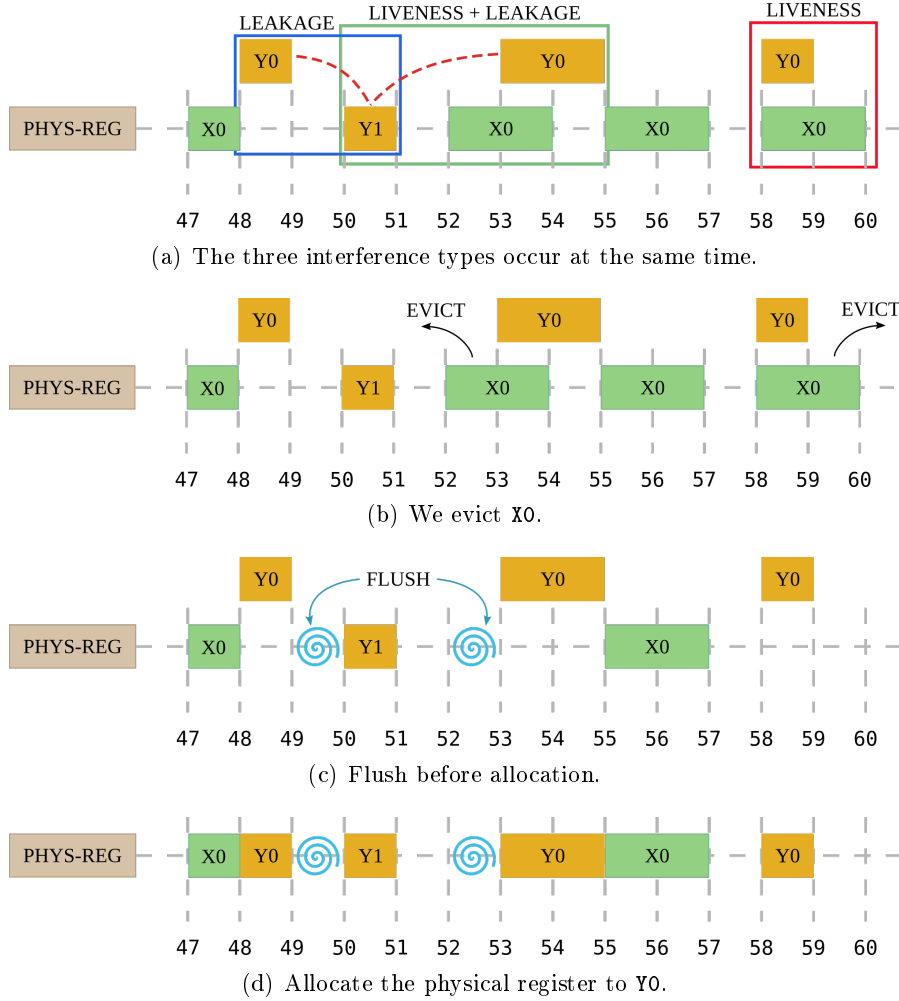 LEAKAGE LIVENESS + LEAKAGE LIVENESS
Y0 Y0 Y0
PHYS-REG X0 Y1 X0 X0 X0
47 48 49 50 51 52 53 54 55 56 57 58 59 60
(a) The three interference types occur at the same time.
EVICT EVICT
Y0 Y0 Y0
PHYS-REG X0 Y1 X0 X0 X0
47 48 49 50 51 52 53 54 55 56 57 58 59 60
(b) We evict X0.
Y0 FLUSH Y0 Y0
PHYS-REG X0 Y1 X0
47 48 49 50 51 52 53 54 55 56 57 58 59 60
(c) Flush before allocation.
PHYS-REG X0 Y0 Y1 Y0 X0 Y0
47 48 49 50 51 52 53 54 55 56 57 58 59 60
(d) Allocate the physical register to Y0.